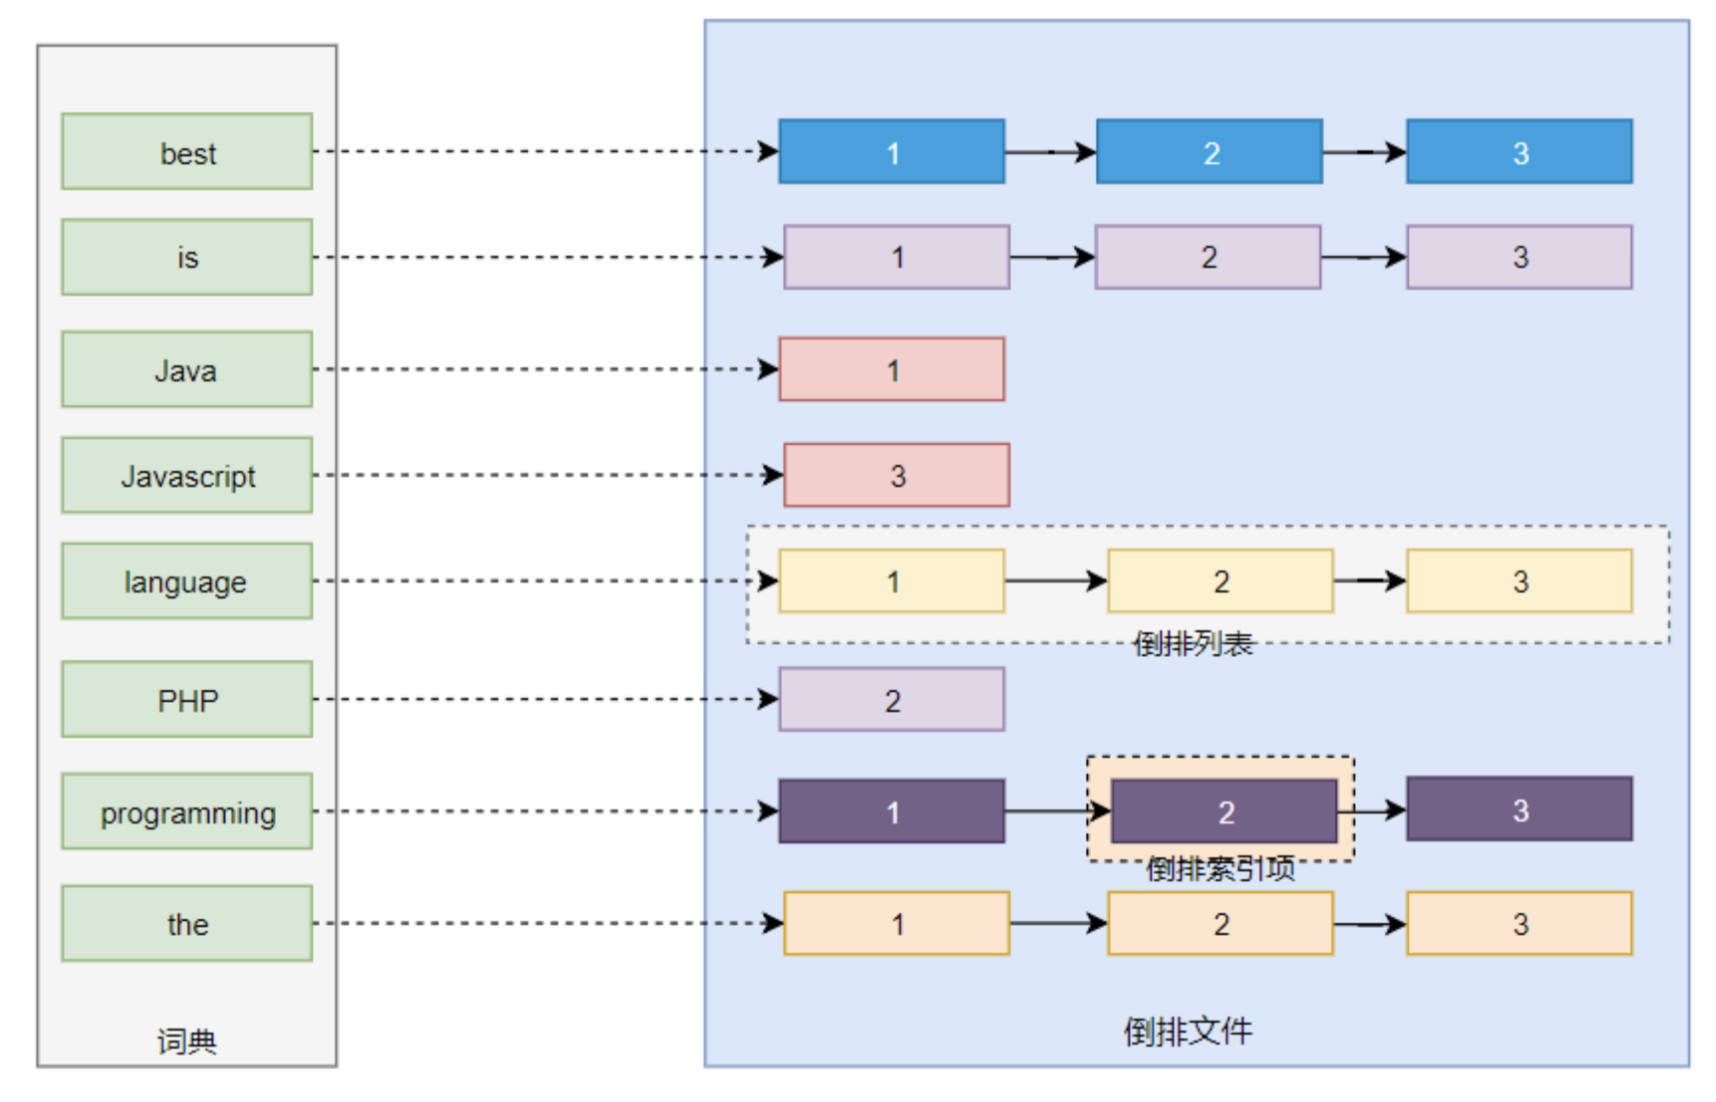 best 1 2 3
is 1 2 3
Java 1
Javascript 3
language 1 2 3
倒排列表
PHP 2
programming 1 2 3
倒排索引项
the 1 2 3
词典
倒排文件